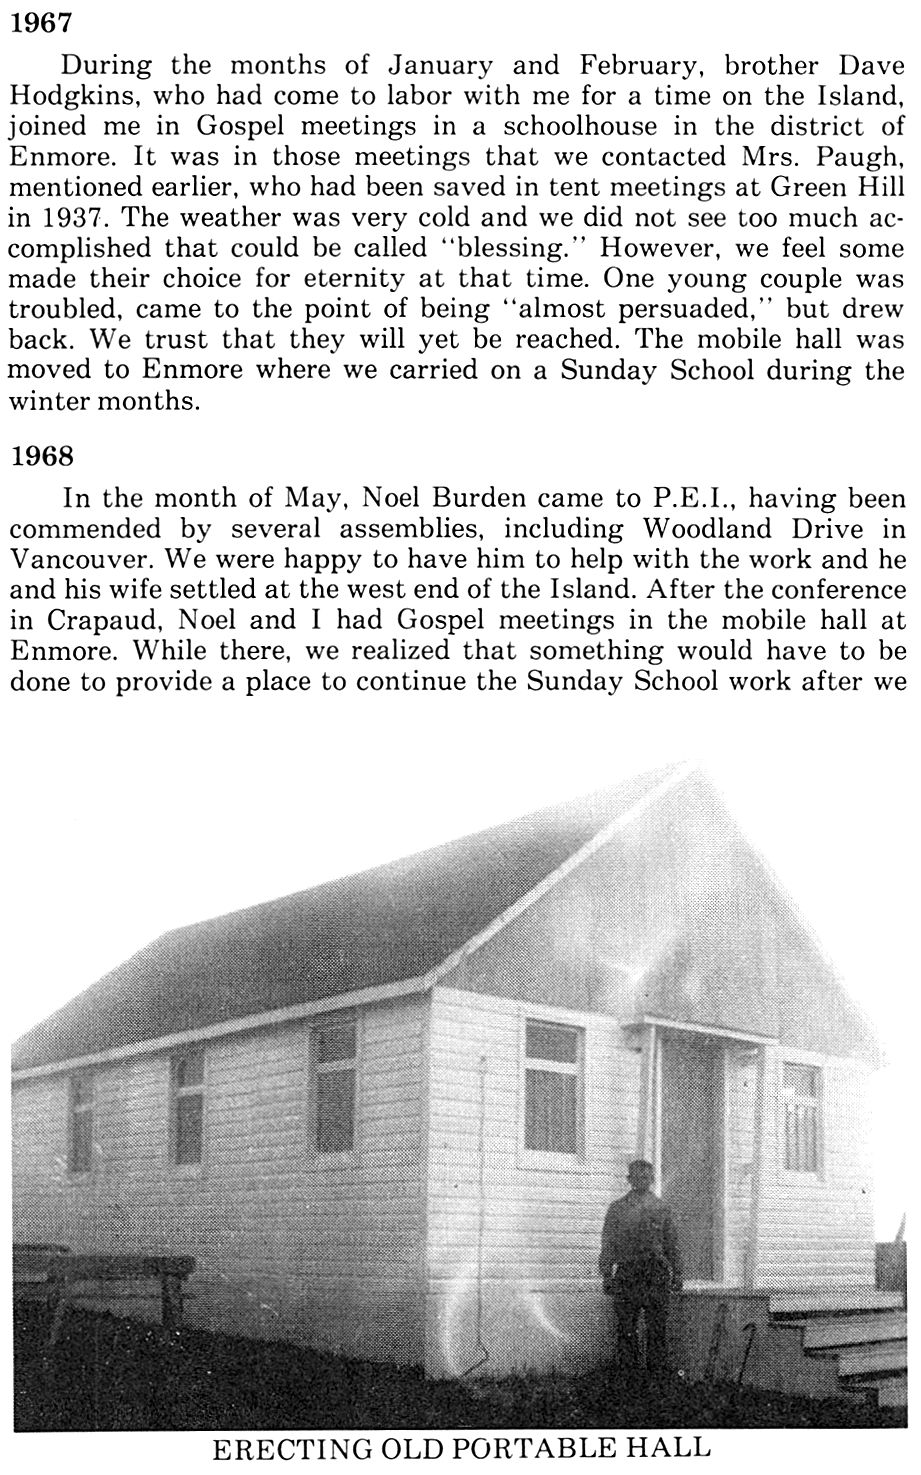 1967
During the months of January and February, brother Dave
Hodgkins, who had come to labor with me for a time on the Island,
joined me in Gospel meetings in a schoolhouse in the district of
Enmore. It was in those meetings that we contacted Mrs. Paugh,
mentioned earlier, who had been saved in tent meetings at Green Hill
in 1937. The weather was very cold and we did not see too much ac-
complished that could be called "blessing." However, we feel some
made their choice for eternity at that time. One young couple was
troubled, came to the point of being "almost persuaded," but drew
back. We trust that they will yet be reached. The mobile hall was
moved to Enmore where we carried on a Sunday School during the
winter months.
1968
In the month of May, Noel Burden came to P.E.I., having been
commended by several assemblies, including Woodland Drive in
Vancouver. We were happy to have him to help with the work and he
and his wife settled at the west end of the Island. After the conference
in Crapaud, Noel and I had Gospel meetings in the mobile hall at
Enmore. While there, we realized that something would have to be
done to provide a place to continue the Sunday School work after we
ERECTING OLD PORTABLE HALL